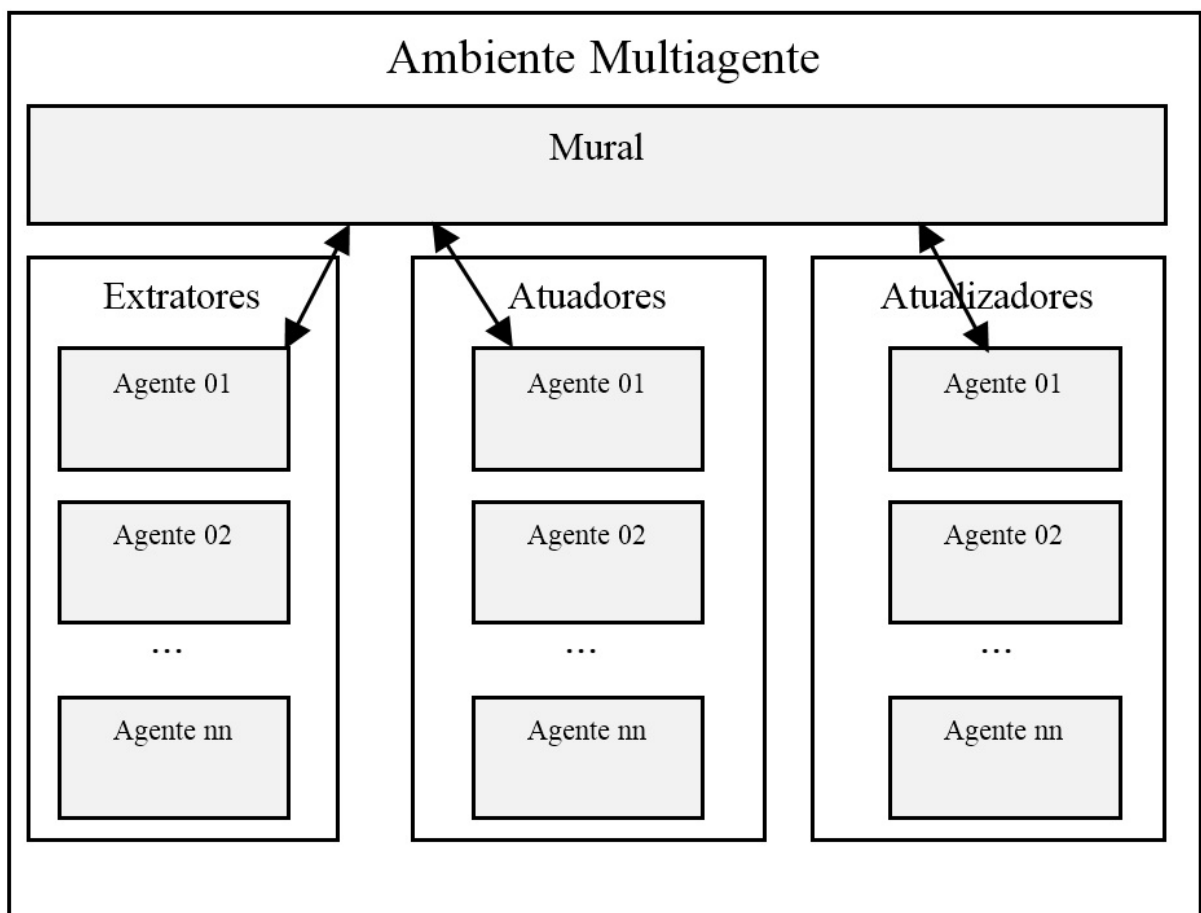 Ambiente Multiagente
Mural
Extratores
Agente 01
Agente 02
...
Agente nn
Atuadores
Agente 01
Agente 02
...
Agente nn
Atualizadores
Agente 01
Agente 02
...
Agente nn